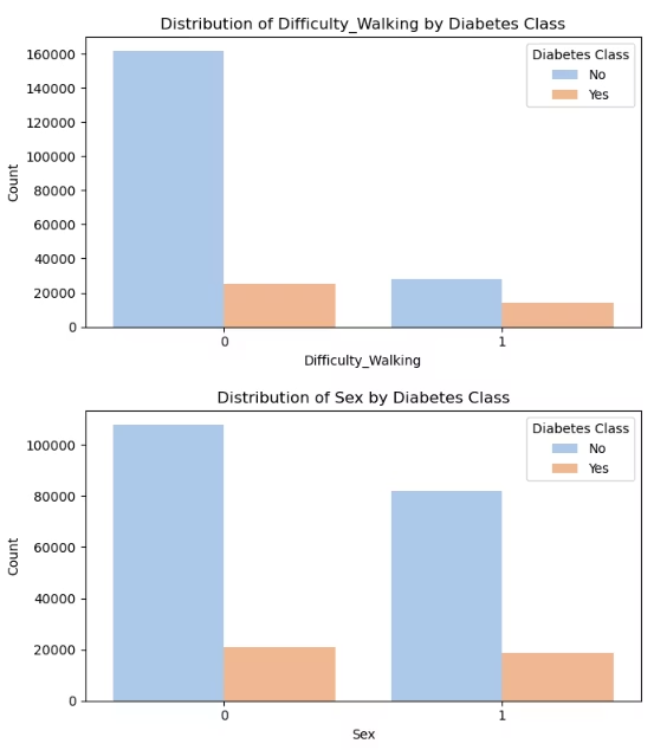 Distribution of Difficulty_Walking by Diabetes Class
Diabetes Class
No
Yes
160000
140000
120000
100000
80000
60000
40000
20000
0
Count
0
1
Difficulty_Walking
Distribution of Sex by Diabetes Class
Diabetes Class
No
Yes
100000
80000
60000
40000
20000
0
Count
0
1
Sex